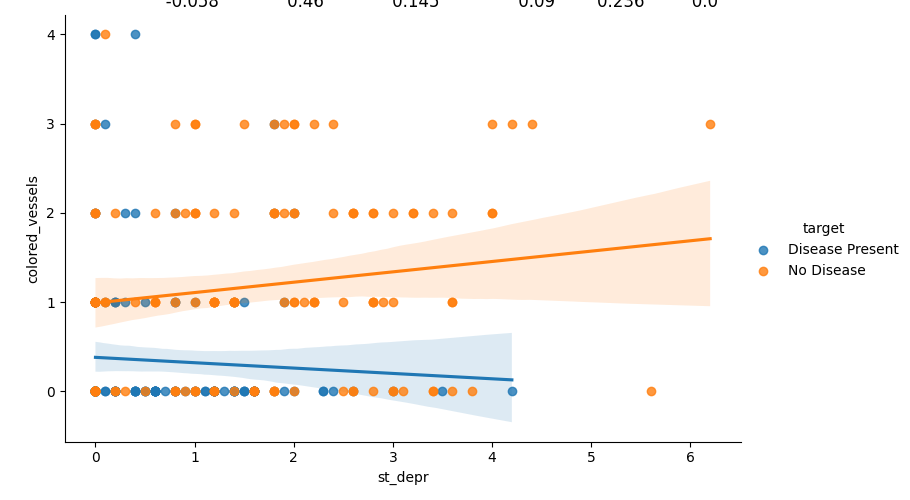 -0.058 0.46 0.145 0.09 0.236 0.0
4
3
2
1
0
colored_vessels
0 1 2 3 4 5 6
st_depr
target
Disease Present
No Disease